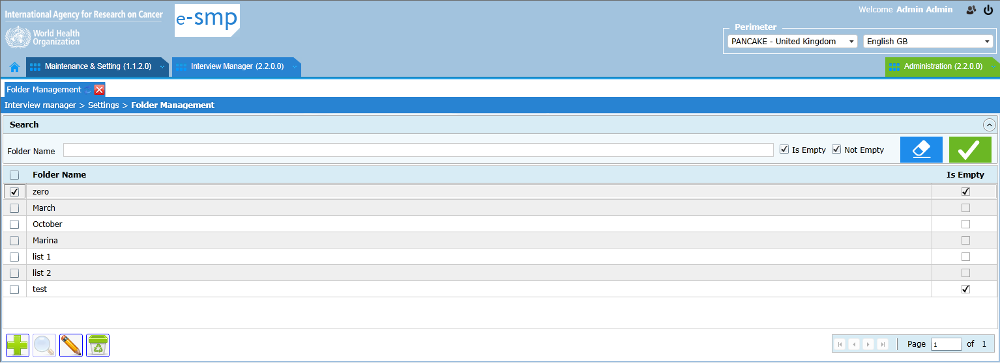 International Agency for Research on Cancer
World Health
Organization
e-smp
Welcome Admin Admin
Perimeter
PANCAKE - United Kingdom
English GB
Maintenance & Setting (1.1.2.0)
Interview Manager (2.2.0.0)
Administration (2.2.0.0)
Folder Management
Interview manager > Settings > Folder Management
Search
Folder Name
Is Empty
Not Empty
Folder Name
Is Empty
zero
March
October
Marina
list 1
list 2
test
Page 1 of 1